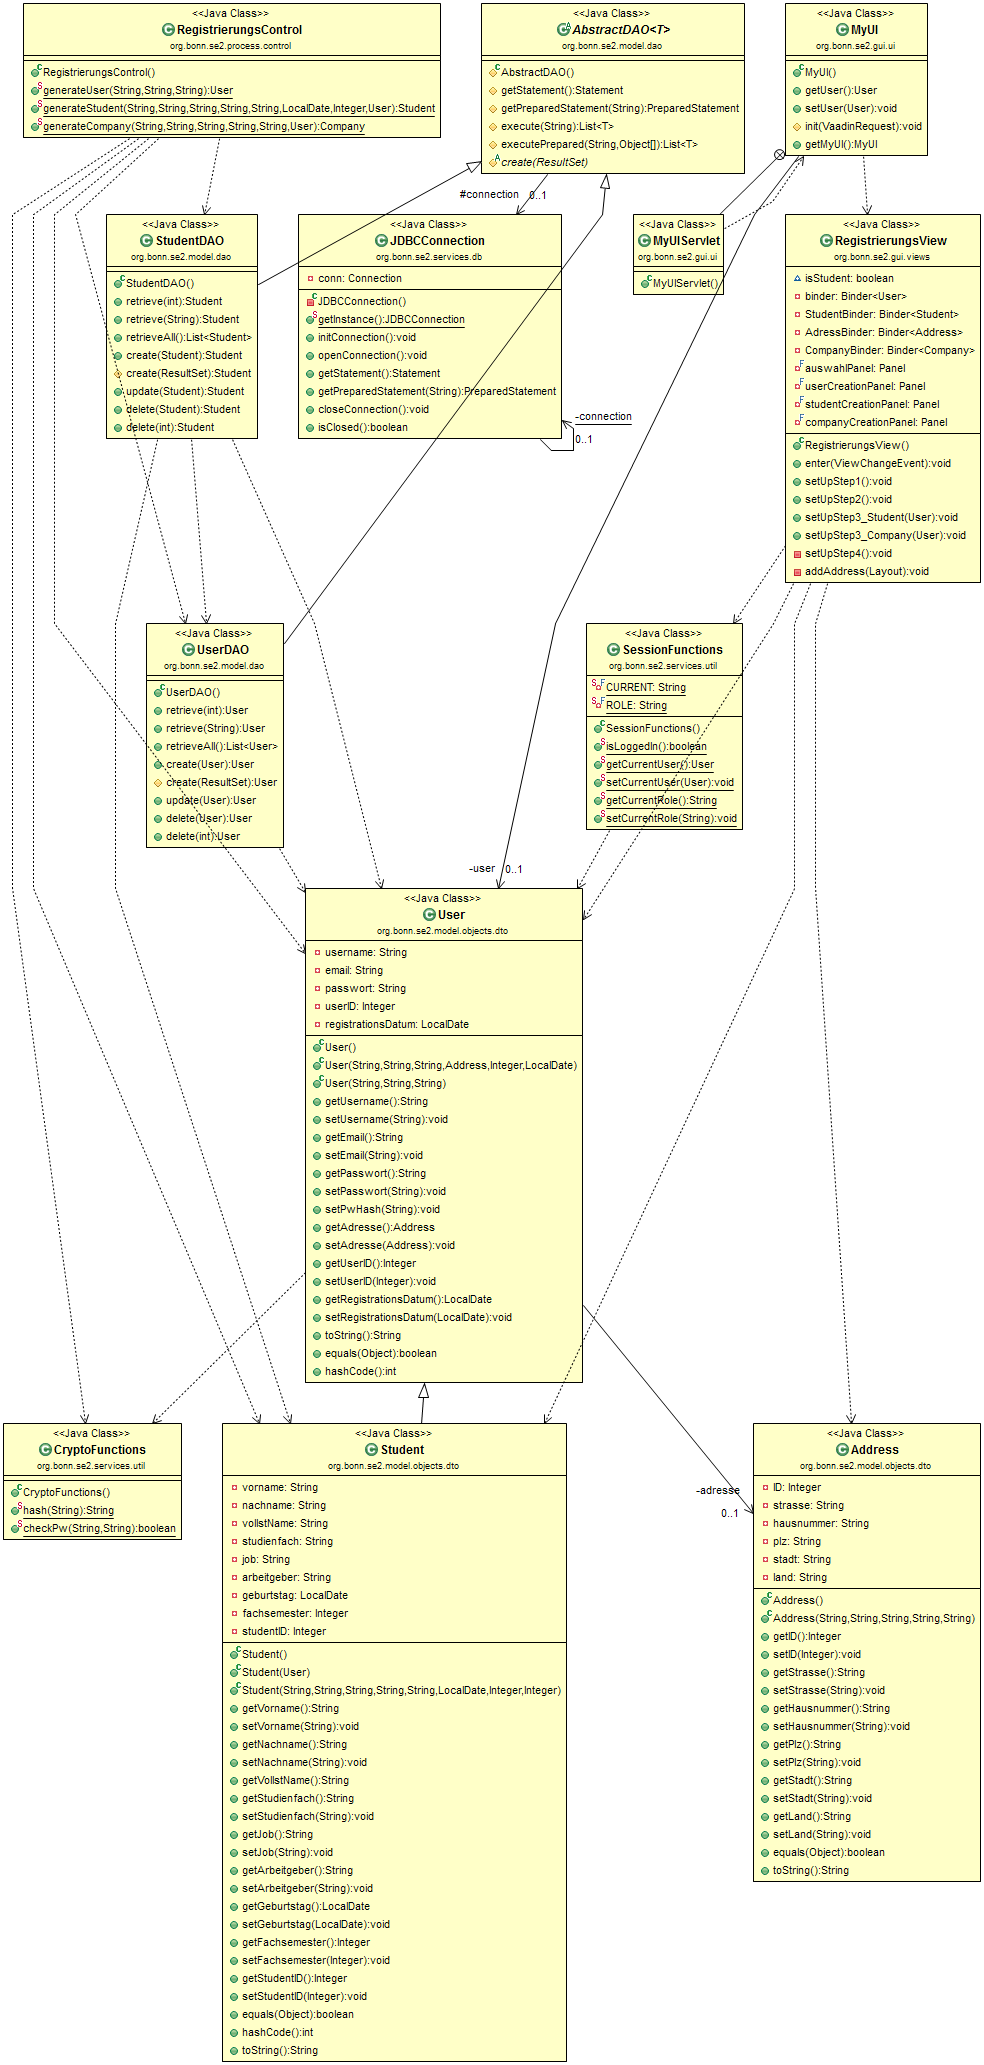 <<Java Class>>
RegistrierungsControl
org.bonn.se2.process.control
RegistrierungsControl()
generateUser(String,String,String):User
generateStudent(String,String,String,String,String,LocalDate,Integer,User):Student
generateCompany(String,String,String,String,String,User):Company
<<Java Class>>
AbstractDAO<T>
org.bonn.se2.model.dao
AbstractDAO()
getStatement():Statement
getPreparedStatement(String):PreparedStatement
execute(String):List<T>
executePrepared(String,Object[]):List<T>
create(ResultSet)
<<Java Class>>
MyUI
org.bonn.se2.gui.ui
MyUI()
getUser():User
setUser(User):void
init(VaadinRequest):void
getMyUI():MyUI
#connection
0..1
<<Java Class>>
StudentDAO
org.bonn.se2.model.dao
StudentDAO()
retrieve(int):Student
retrieve(String):Student
retrieveAll():List<Student>
create(Student):Student
create(ResultSet):Student
update(Student):Student
delete(Student):Student
delete(int):Student
<<Java Class>>
JDBCConnection
org.bonn.se2.services.db
conn: Connection
JDBCConnection()
getInstance():JDBCConnection
initConnection():void
openConnection():void
getStatement():Statement
getPreparedStatement(String):PreparedStatement
closeConnection():void
isClosed():boolean
-connection
0..1
<<Java Class>>
MyUIServlet
org.bonn.se2.gui.ui
MyUIServlet()
<<Java Class>>
RegistrierungsView
org.bonn.se2.gui.views
isStudent: boolean
binder: Binder<User>
StudentBinder: Binder<Student>
AdressBinder: Binder<Address>
CompanyBinder: Binder<Company>
auswahlPanel: Panel
userCreationPanel: Panel
studentCreationPanel: Panel
companyCreationPanel: Panel
RegistrierungsView()
enter(ViewChangeEvent):void
setUpStep1():void
setUpStep2():void
setUpStep3_Student(User):void
setUpStep3_Company(User):void
setUpStep4():void
addAddress(Layout):void
<<Java Class>>
UserDAO
org.bonn.se2.model.dao
UserDAO()
retrieve(int):User
retrieve(String):User
retrieveAll():List<User>
create(User):User
create(ResultSet):User
update(User):User
delete(User):User
delete(int):User
<<Java Class>>
SessionFunctions
org.bonn.se2.services.util
CURRENT: String
ROLE: String
SessionFunctions()
isLoggedIn():boolean
getCurrentUser():User
setCurrentUser(User):void
getCurrentRole():String
setCurrentRole(String):void
-user
0..1
<<Java Class>>
User
org.bonn.se2.model.objects.dto
username: String
email: String
passwort: String
userID: Integer
registrationsDatum: LocalDate
User()
User(String,String,String,Address,Integer,LocalDate)
User(String,String,String)
getUsername():String
setUsername(String):void
getEmail():String
setEmail(String):void
getPasswort():String
setPasswort(String):void
setPwHash(String):void
getAdresse():Address
setAdresse(Address):void
getUserID():Integer
setUserID(Integer):void
getRegistrationsDatum():LocalDate
setRegistrationsDatum(LocalDate):void
toString():String
equals(Object):boolean
hashCode():int
<<Java Class>>
CryptoFunctions
org.bonn.se2.services.util
CryptoFunctions()
hash(String):String
checkPw(String,String):boolean
<<Java Class>>
Student
org.bonn.se2.model.objects.dto
vorname: String
nachname: String
vollstName: String
studienfach: String
job: String
arbeitgeber: String
geburtstag: LocalDate
fachsemester: Integer
studentID: Integer
Student()
Student(User)
Student(String,String,String,String,String,LocalDate,Integer,Integer)
getVorname():String
setVorname(String):void
getNachname():String
setNachname(String):void
getVollstName():String
getStudienfach():String
setStudienfach(String):void
getJob():String
setJob(String):void
getArbeitgeber():String
setArbeitgeber(String):void
getGeburtstag():LocalDate
setGeburtstag(LocalDate):void
getFachsemester():Integer
setFachsemester(Integer):void
getStudentID():Integer
setStudentID(Integer):void
equals(Object):boolean
hashCode():int
toString():String
-adresse
0..1
<<Java Class>>
Address
org.bonn.se2.model.objects.dto
ID: Integer
strasse: String
hausnummer: String
plz: String
stadt: String
land: String
Address()
Address(String,String,String,String,String)
getID():Integer
setID(Integer):void
getStrasse():String
setStrasse(String):void
getHausnummer():String
setHausnummer(String):void
getPlz():String
setPlz(String):void
getStadt():String
setStadt(String):void
getLand():String
setLand(String):void
equals(Object):boolean
toString():String